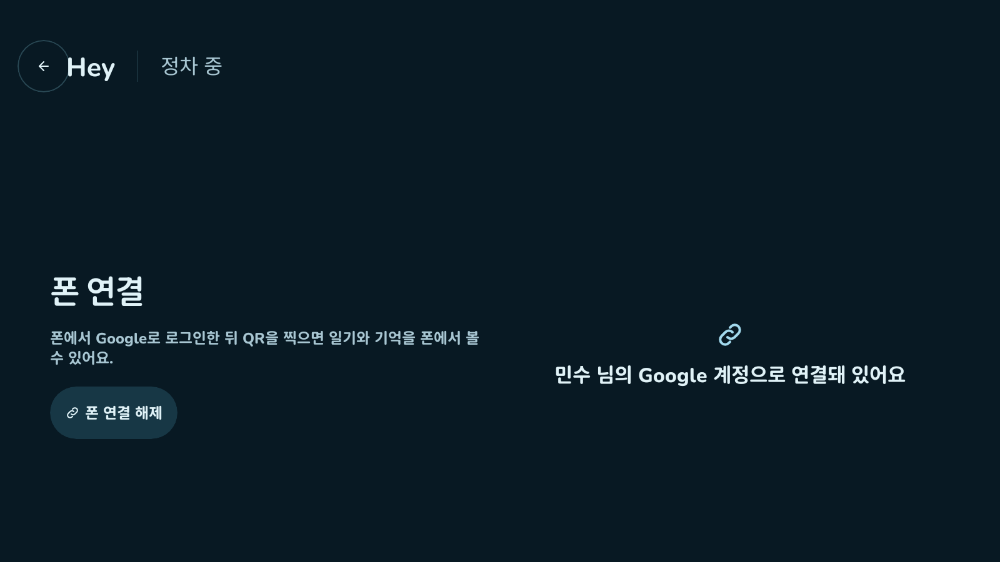 Hey
정차 중
폰 연결
폰에서 Google로 로그인한 뒤 QR을 찍으면 일기와 기억을 폰에서 볼
수 있어요.
폰 연결 해제
민수 님의 Google 계정으로 연결돼 있어요